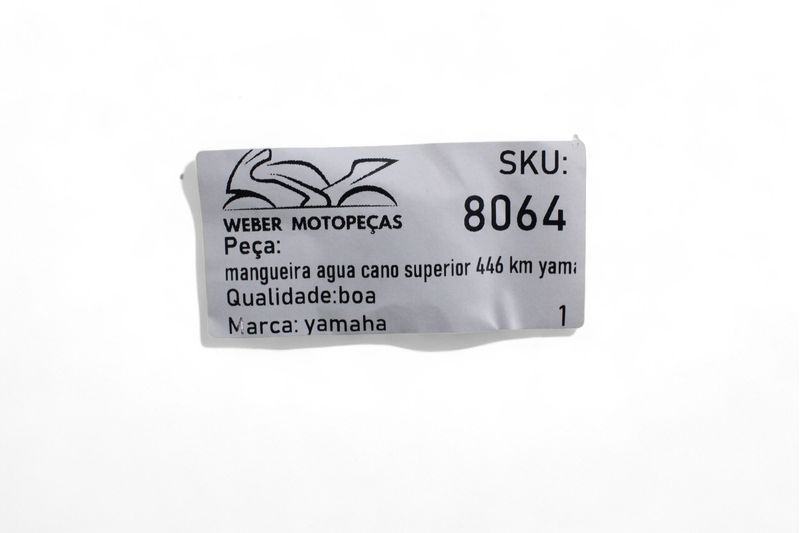 WEBER MOTOPEÇAS
SKU:
8064
Peça:
mangueira agua cano superior 446 km yama
Qualidade:boa
Marca: yamaha
1